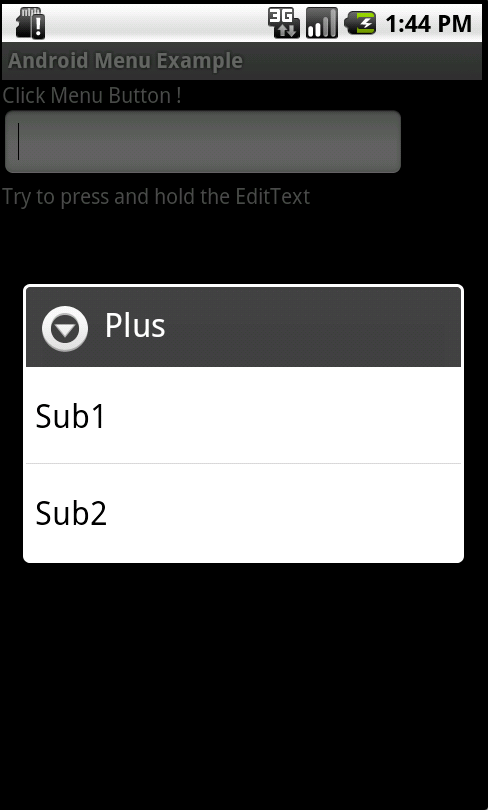 3G 1:44 PM
Android Menu Example
Click Menu Button !
Try to press and hold the EditText
Plus
Sub1
Sub2